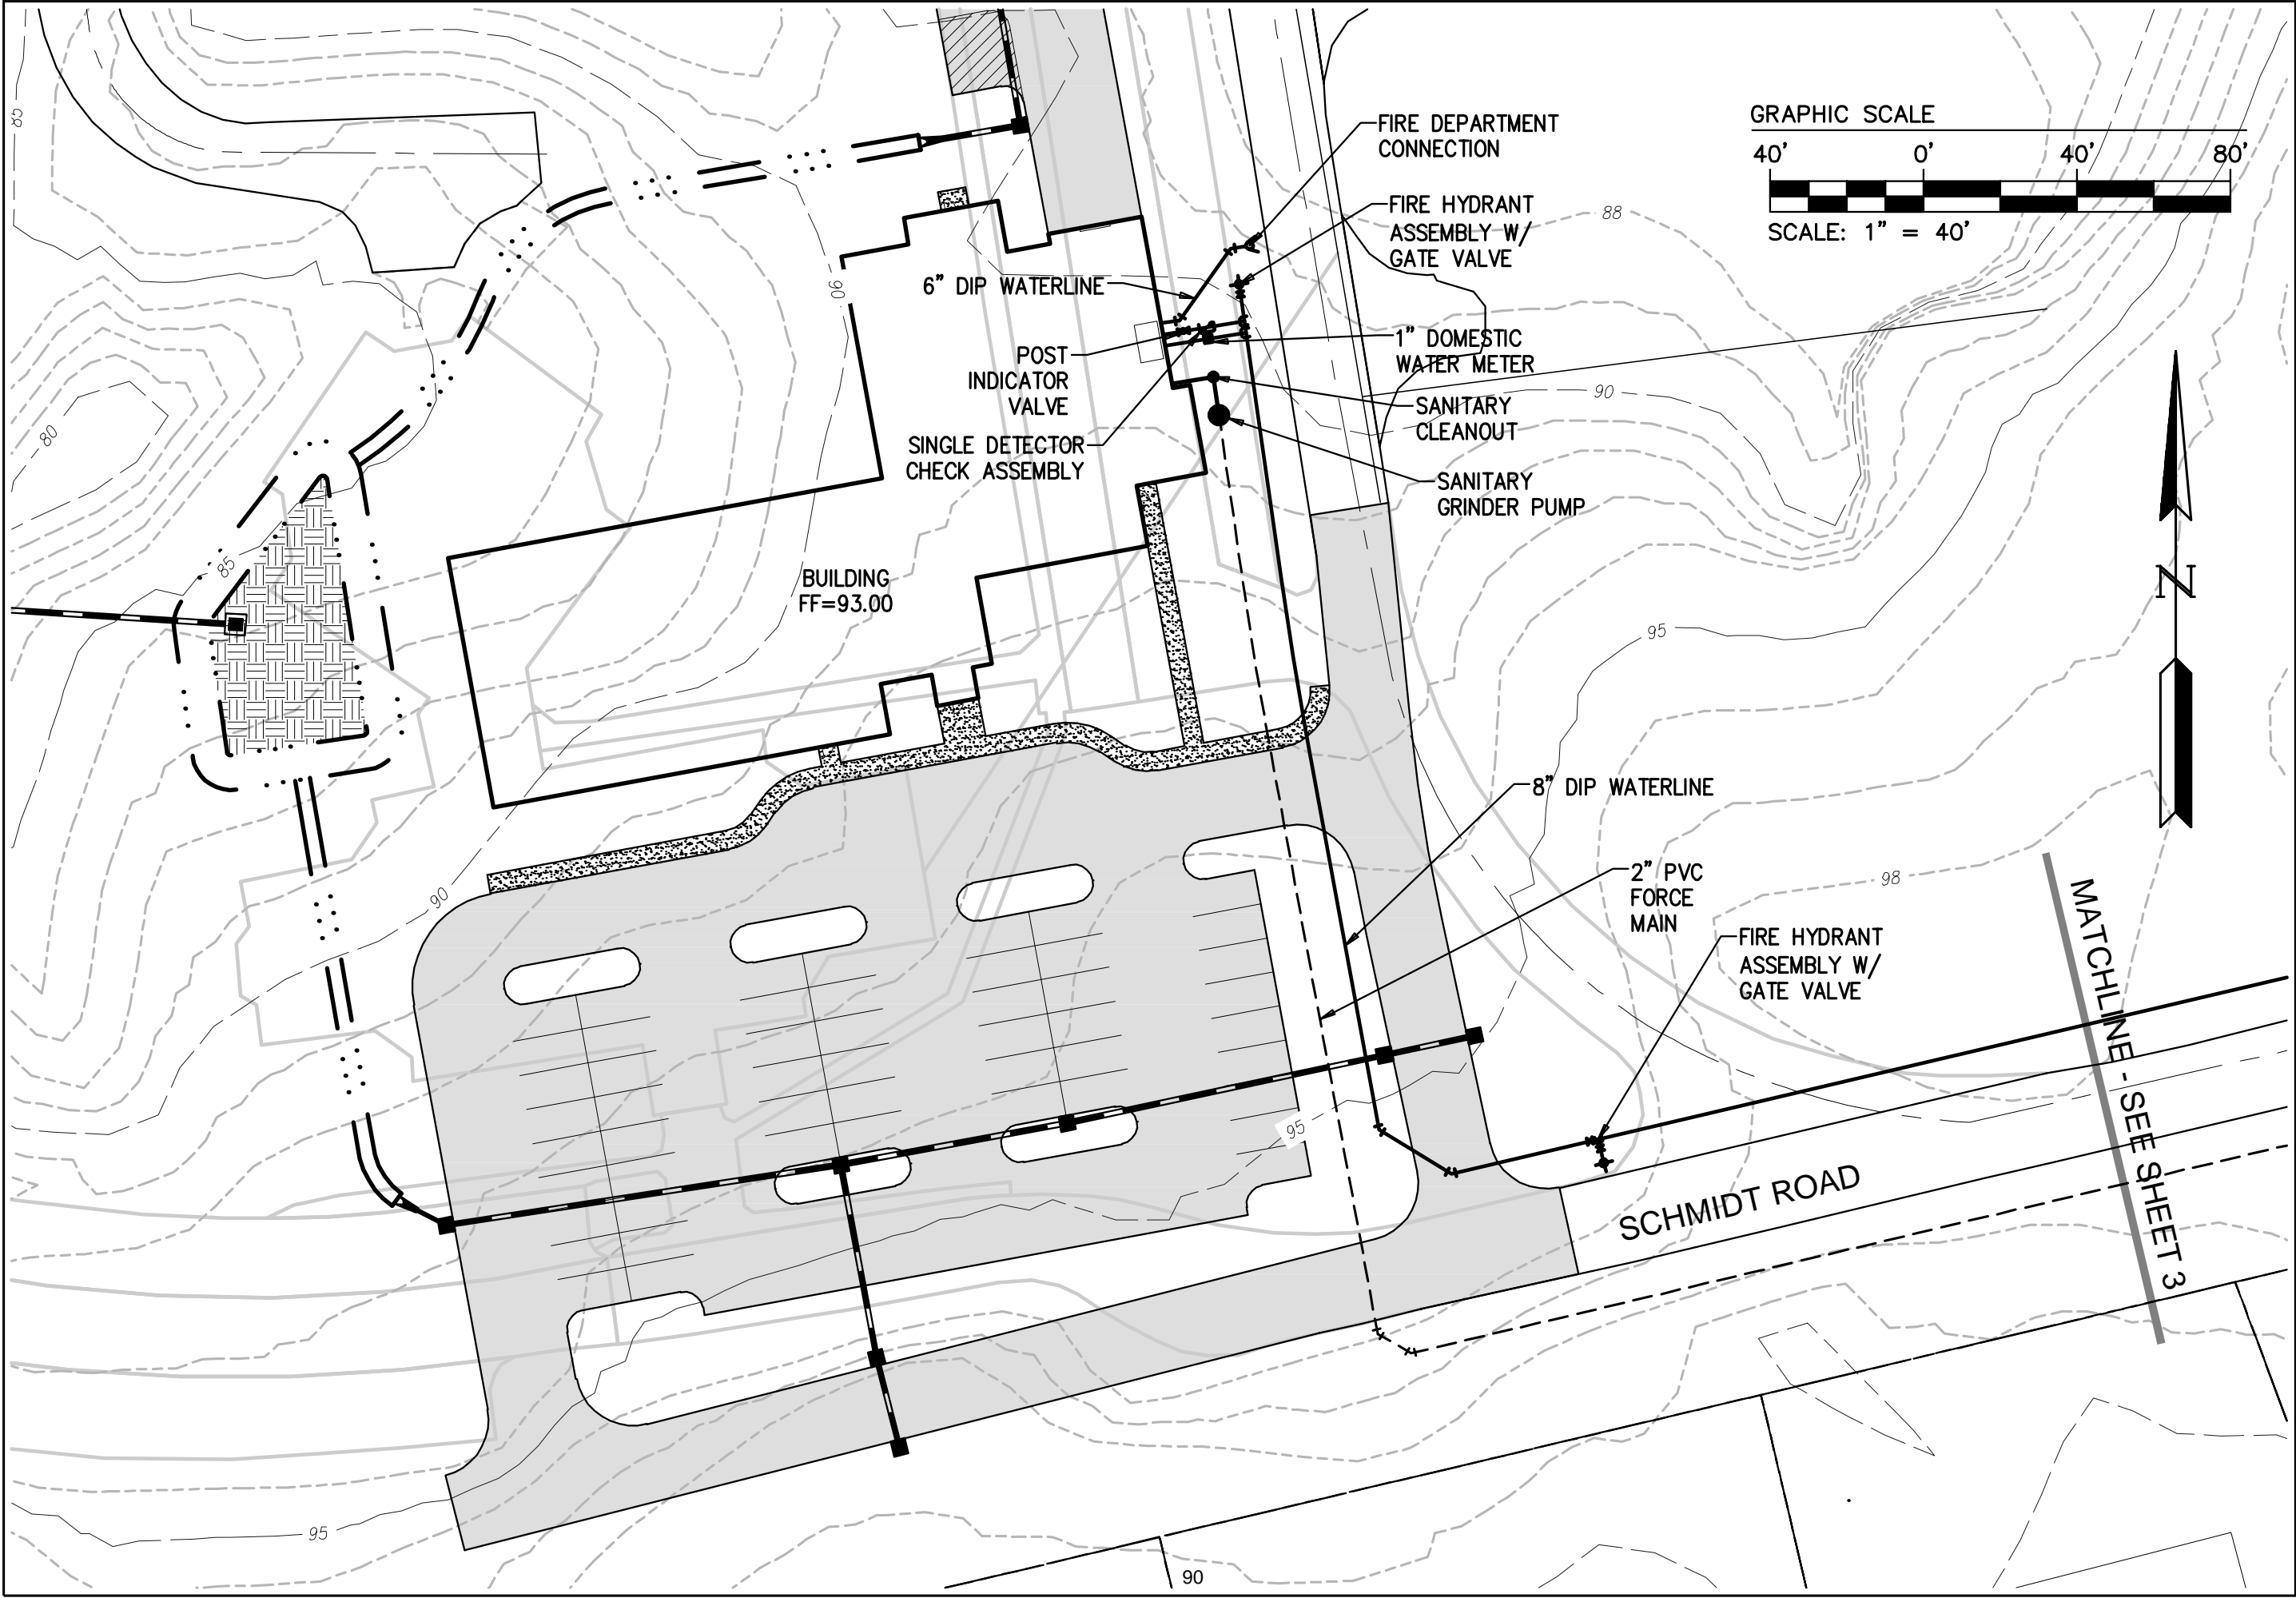 GRAPHIC SCALE
40' 0' 40' 80'
SCALE: 1" = 40'
FIRE DEPARTMENT
CONNECTION
FIRE HYDRANT
ASSEMBLY W/
GATE VALVE
6" DIP WATERLINE
1" DOMESTIC
WATER METER
POST
INDICATOR
VALVE
SANITARY
CLEANOUT
SINGLE DETECTOR
CHECK ASSEMBLY
SANITARY
GRINDER PUMP
BUILDING
FF=93.00
N
8" DIP WATERLINE
2" PVC
FORCE
MAIN
FIRE HYDRANT
ASSEMBLY W/
GATE VALVE
MATCHLINE - SEE SHEET 3
SCHMIDT ROAD
85
88
90
90
80
85
95
90
98
95
95
90